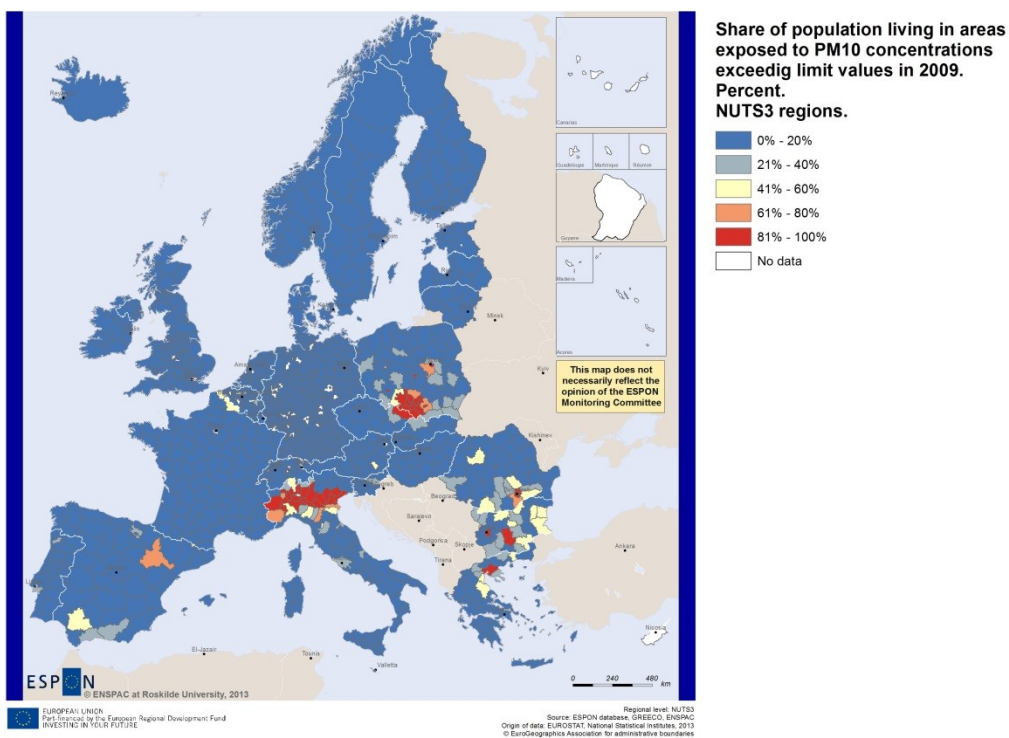 Share of population living in areas
exposed to PM10 concentrations
exceedig limit values in 2009.
Percent.
NUTS3 regions.
0% - 20%
21% - 40%
41% - 60%
61% - 80%
81% - 100%
No data
Canarias
Guadeloupe
Martinique
Réunion
Guyane
Madeira
Acores
This map does not
necessarily reflect the
opinion of the ESPON
Monitoring Committee
Minsk
Kyiv
Kishinev
Beograd
Sarajevo
Podgorica
Skopje
Tirana
Ankara
Nicosia
El-Jazair
Tounis
Valletta
0 240 480 km
ESPON
© ENSPAC at Roskilde University, 2013
EUROPEAN UNION
Part-financed by the European Regional Development Fund
INVESTING IN YOUR FUTURE
Regional level: NUTS3
Source: ESPON database, GREECO, ENSPAC
Origin of data: EUROSTAT, National Statistical Institutes, 2013
© EuroGeographics Association for administrative boundaries